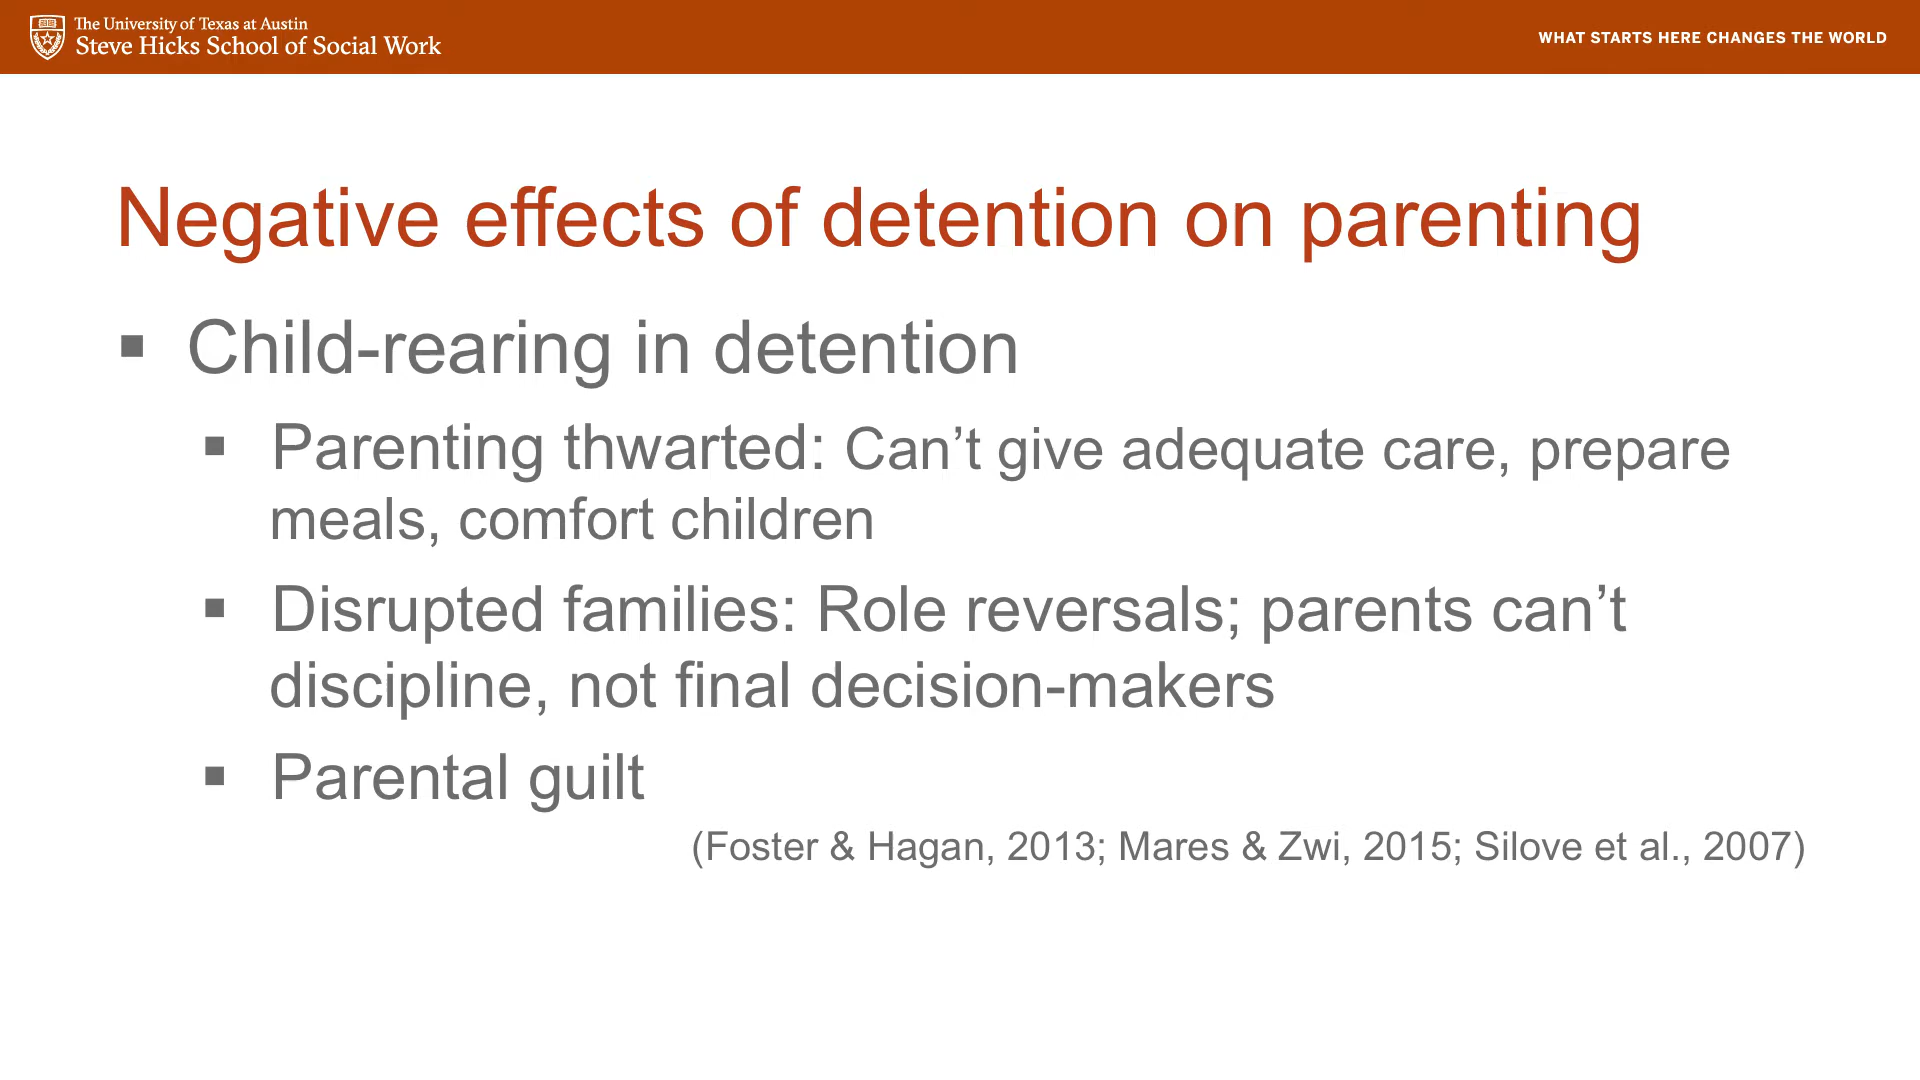 The University of Texas at Austin
Steve Hicks School of Social Work
WHAT STARTS HERE CHANGES THE WORLD
Negative effects of detention on parenting
▪ Child-rearing in detention
▪ Parenting thwarted: Can’t give adequate care, prepare
meals, comfort children
▪ Disrupted families: Role reversals; parents can’t
discipline, not final decision-makers
▪ Parental guilt
(Foster & Hagan, 2013; Mares & Zwi, 2015; Silove et al., 2007)